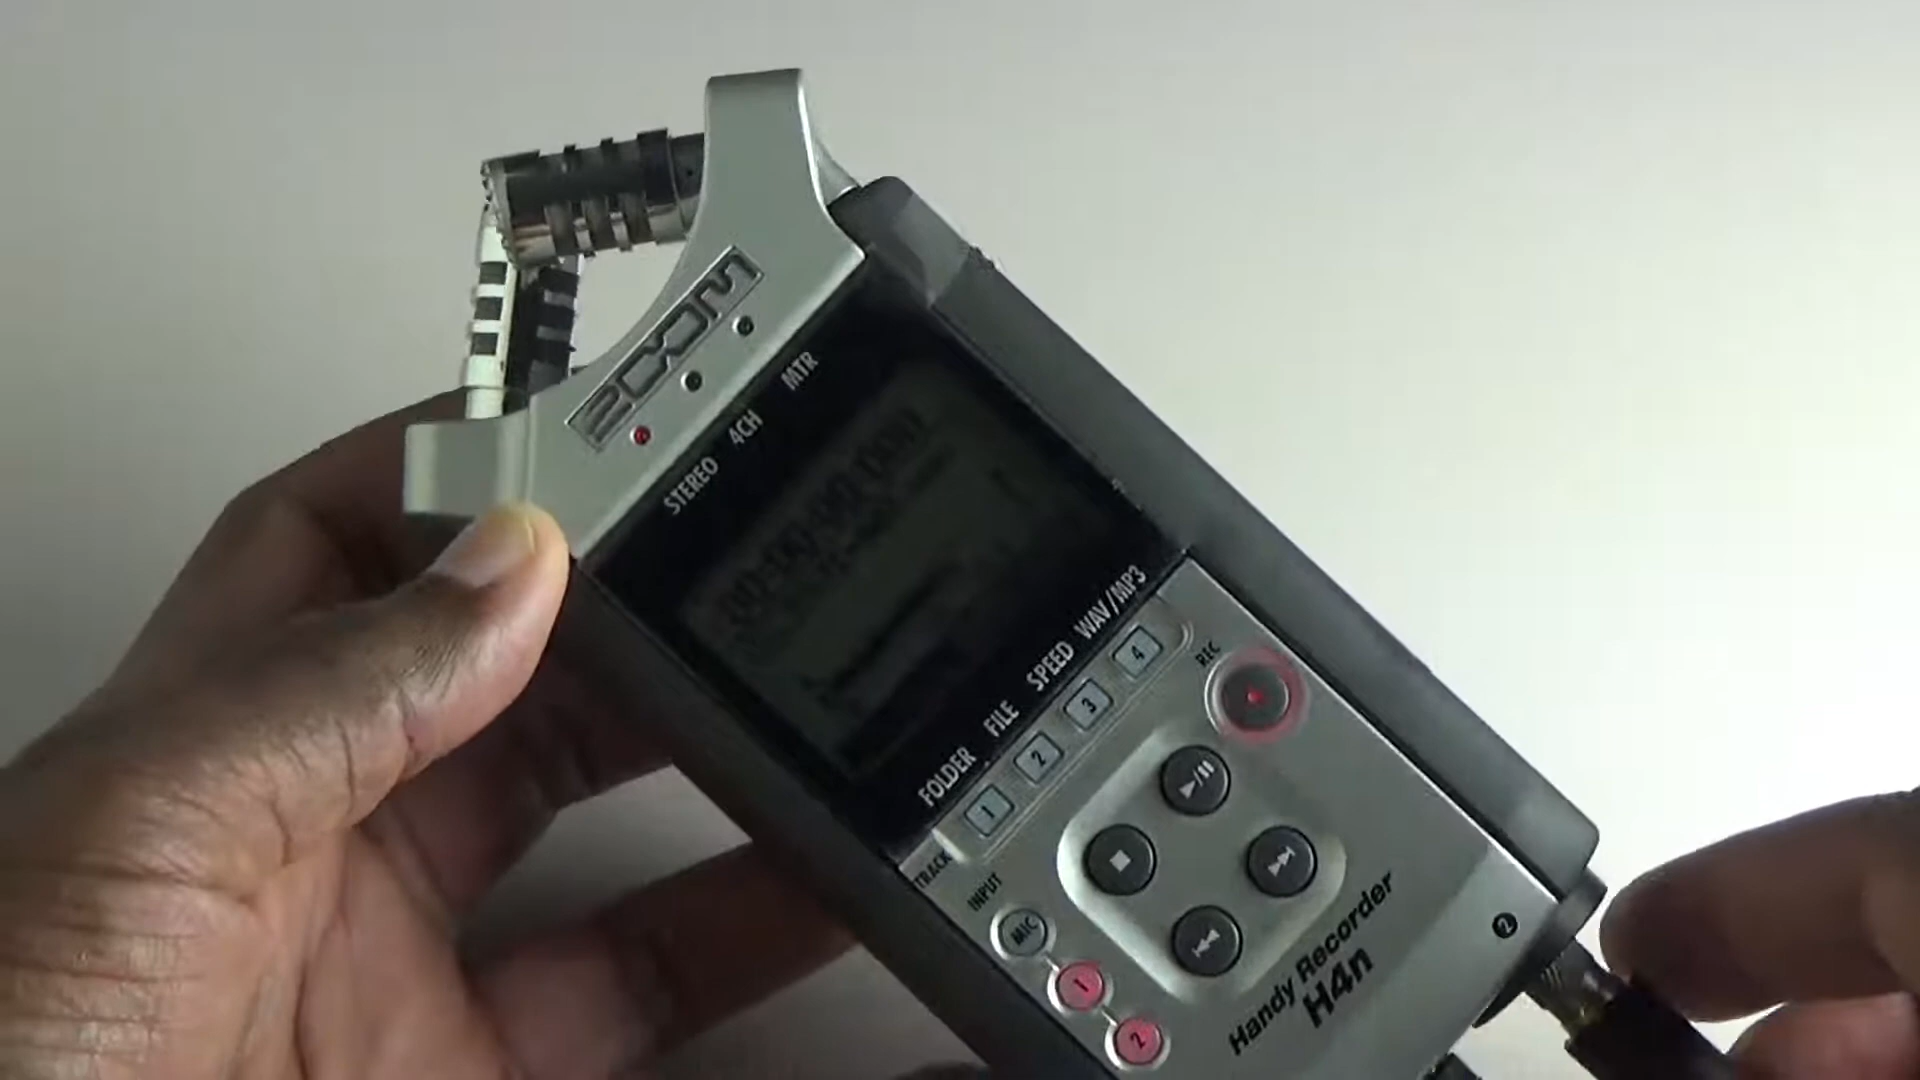 ZOOM
STEREO 4CH MTR
FOLDER FILE SPEED WAV/MP3
1 2 3 4
TRACK
REC
INPUT
MIC
1
2
2
Handy Recorder
H4n